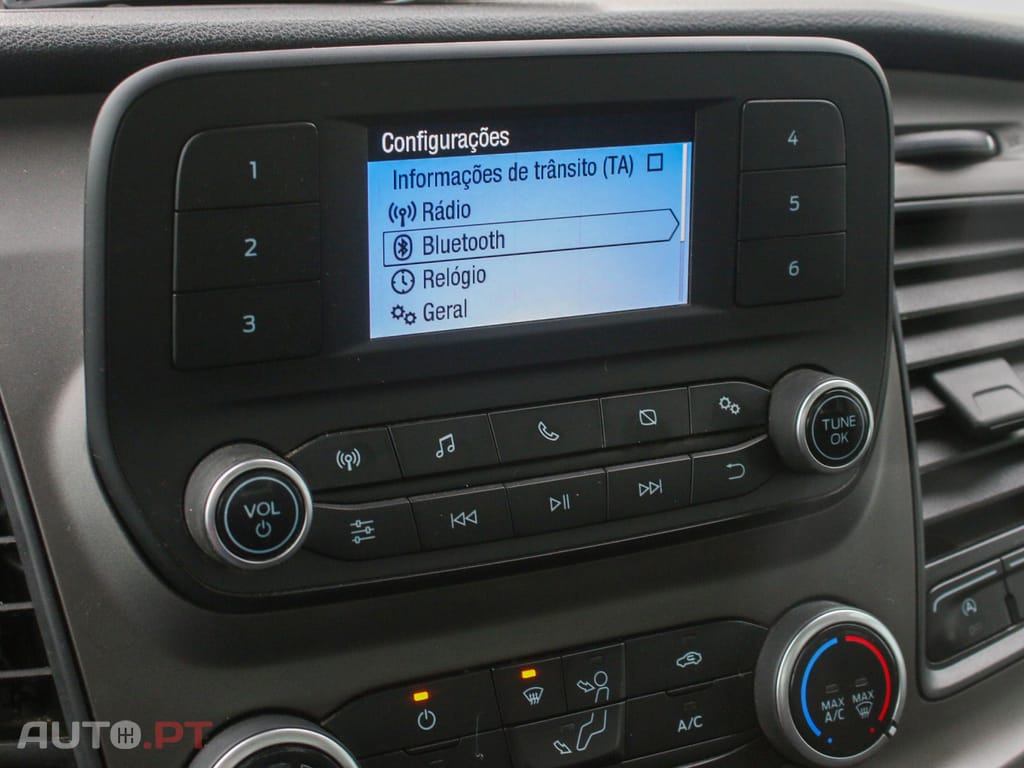 Configurações
Informações de trânsito (TA)
Rádio
Bluetooth
Relógio
Geral
1
2
3
4
5
6
VOL
TUNE
OK
A/C
MAX
A/C
MAX
A
AUTO.PT